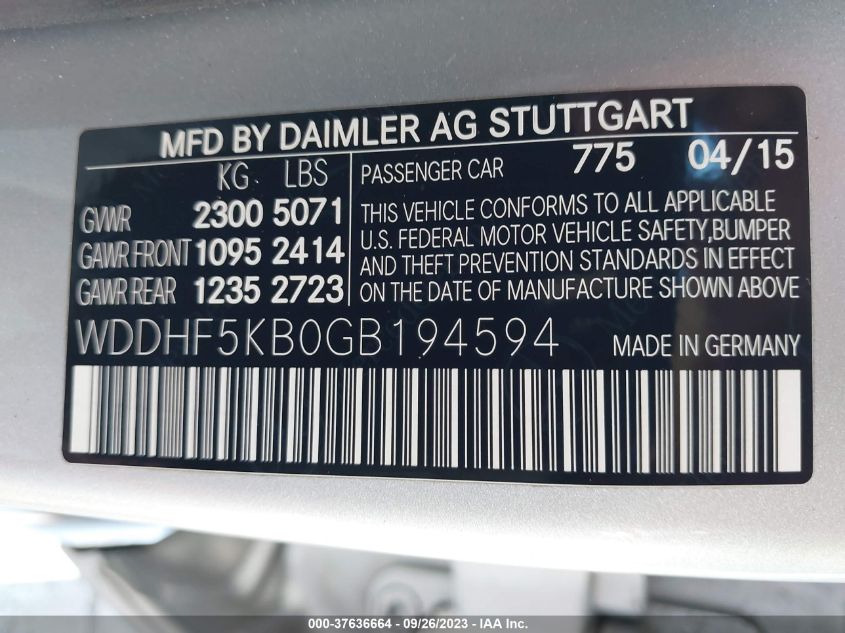 MFD BY DAIMLER AG STUTTGART
KG LBS
GVWR 2300 5071
GAWR FRONT 1095 2414
GAWR REAR 1235 2723
PASSENGER CAR 775 04/15
THIS VEHICLE CONFORMS TO ALL APPLICABLE
U.S. FEDERAL MOTOR VEHICLE SAFETY,BUMPER
AND THEFT PREVENTION STANDARDS IN EFFECT
ON THE DATE OF MANUFACTURE SHOWN ABOVE
WDDHF5KB0GB194594 MADE IN GERMANY
000-37636664 - 09/26/2023 - IAA Inc.